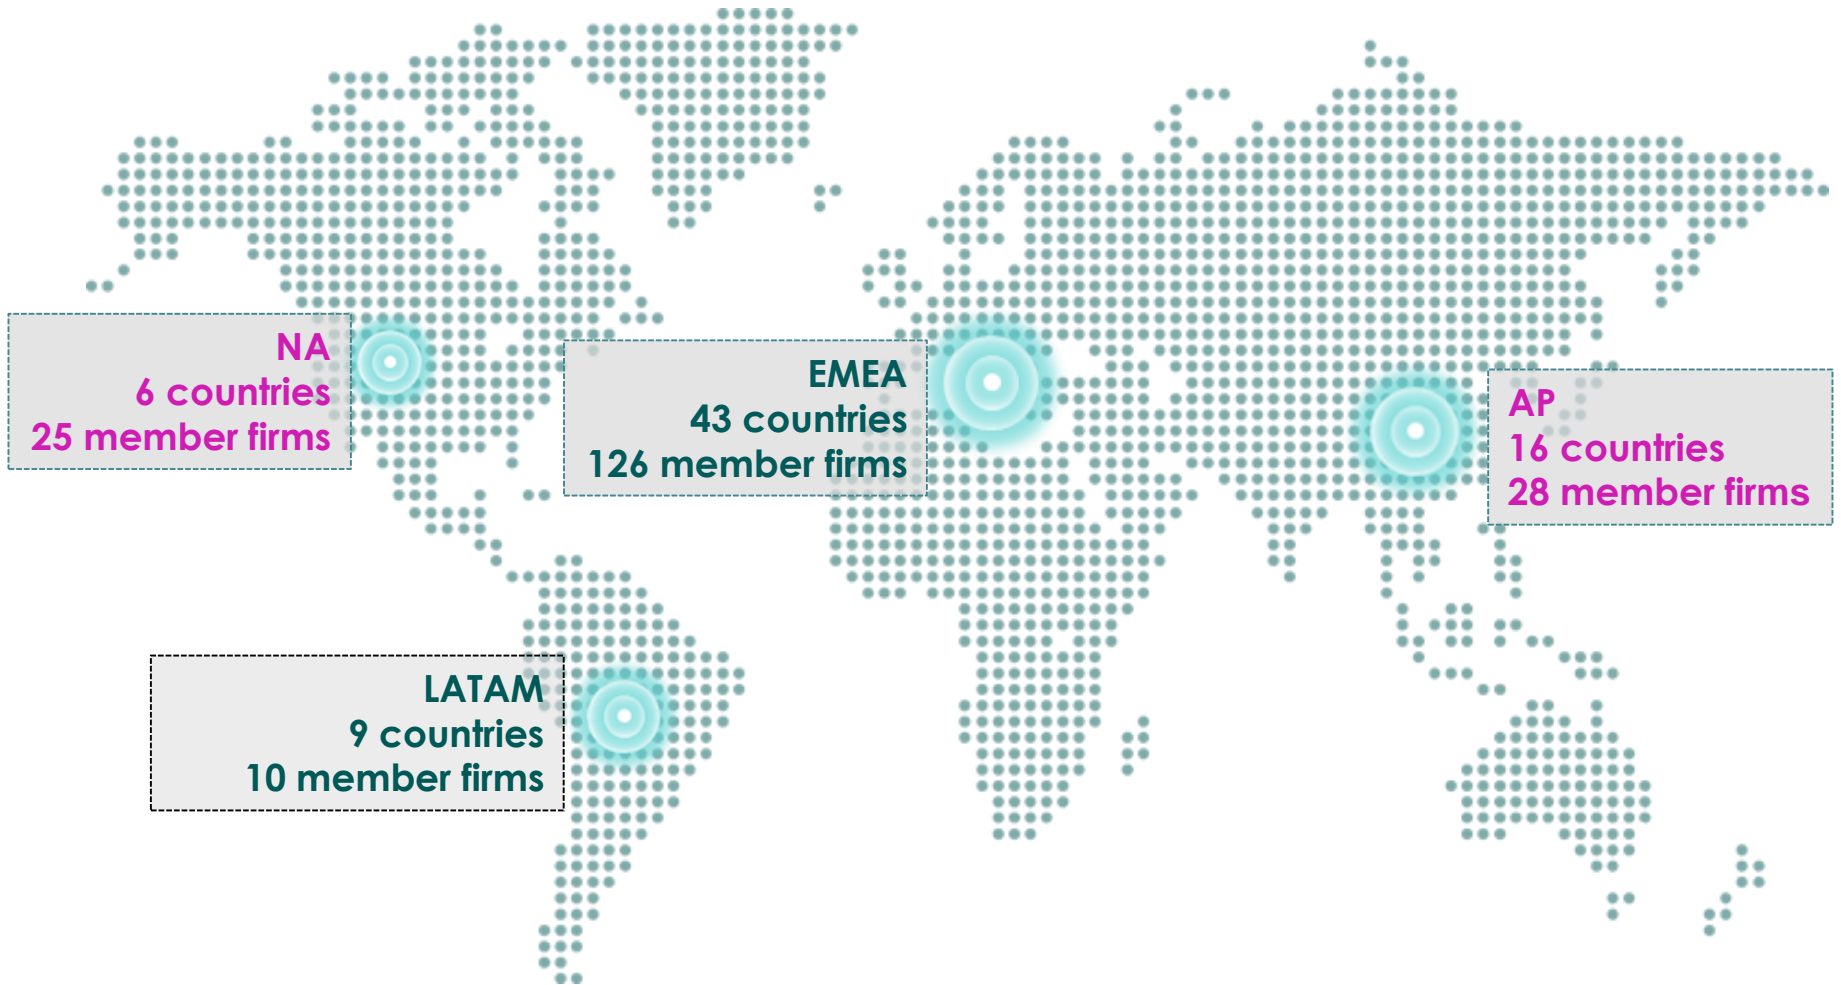 NA
6 countries
25 member firms
EMEA
43 countries
126 member firms
AP
16 countries
28 member firms
LATAM
9 countries
10 member firms